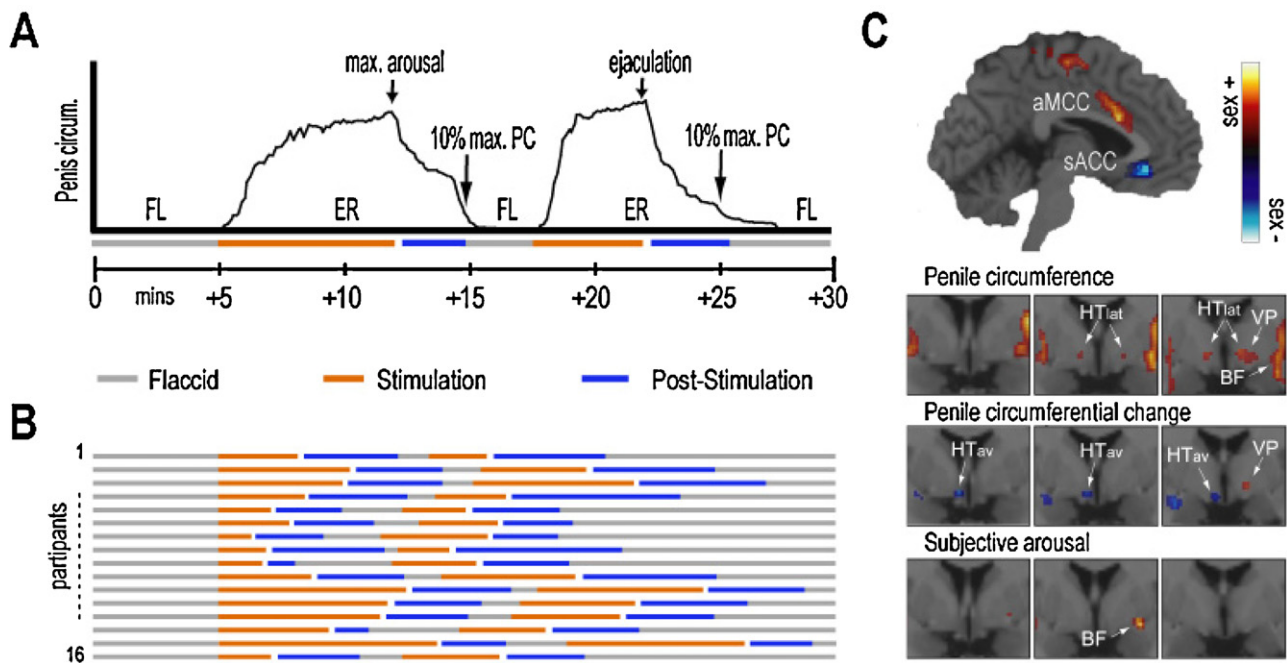 A
max. arousal
ejaculation
10% max. PC
10% max. PC
Penis circum.
FL
ER
FL
ER
FL
0
mins
+5
+10
+15
+20
+25
+30
Flaccid
Stimulation
Post-Stimulation
B
1
partipants
16
C
aMCC
sACC
sex +
sex -
Penile circumference
HTlat
HTlat
VP
BF
Penile circumferential change
HTav
HTav
HTav
VP
Subjective arousal
BF